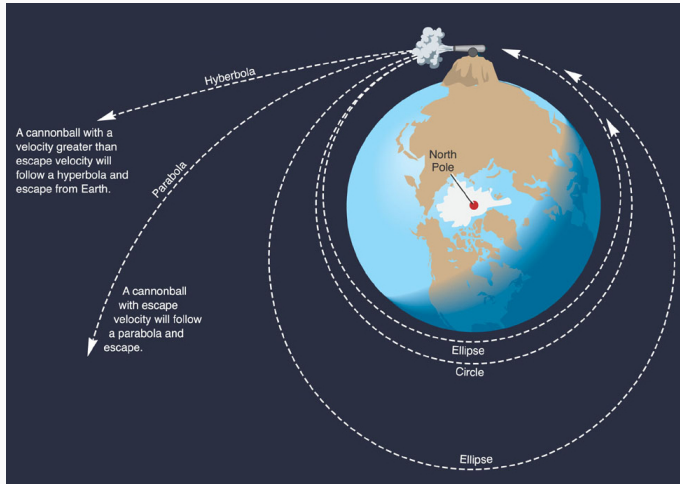 Hyberbola
A cannonball with a
velocity greater than
escape velocity will
follow a hyperbola and
escape from Earth.
Parabola
North
Pole
A cannonball
with escape
velocity will follow
a parabola and
escape.
Ellipse
Circle
Ellipse